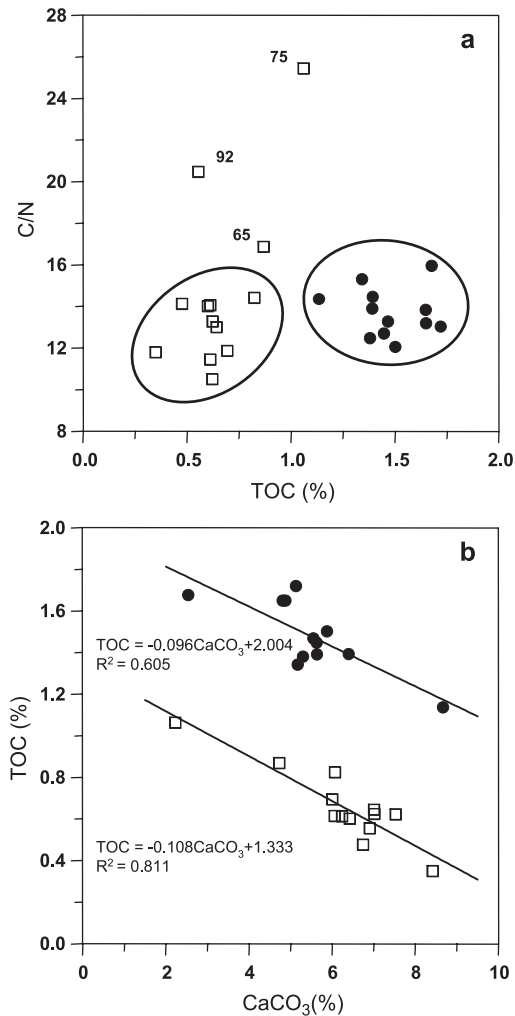 28
24
20
16
12
8
C/N
a
75
92
65
0.0 0.5 1.0 1.5 2.0
TOC (%)
2.0
1.6
1.2
0.8
0.4
0.0
TOC (%)
b
TOC = -0.096CaCO₃+2.004
R² = 0.605
TOC = -0.108CaCO₃+1.333
R² = 0.811
0 2 4 6 8 10
CaCO₃(%)